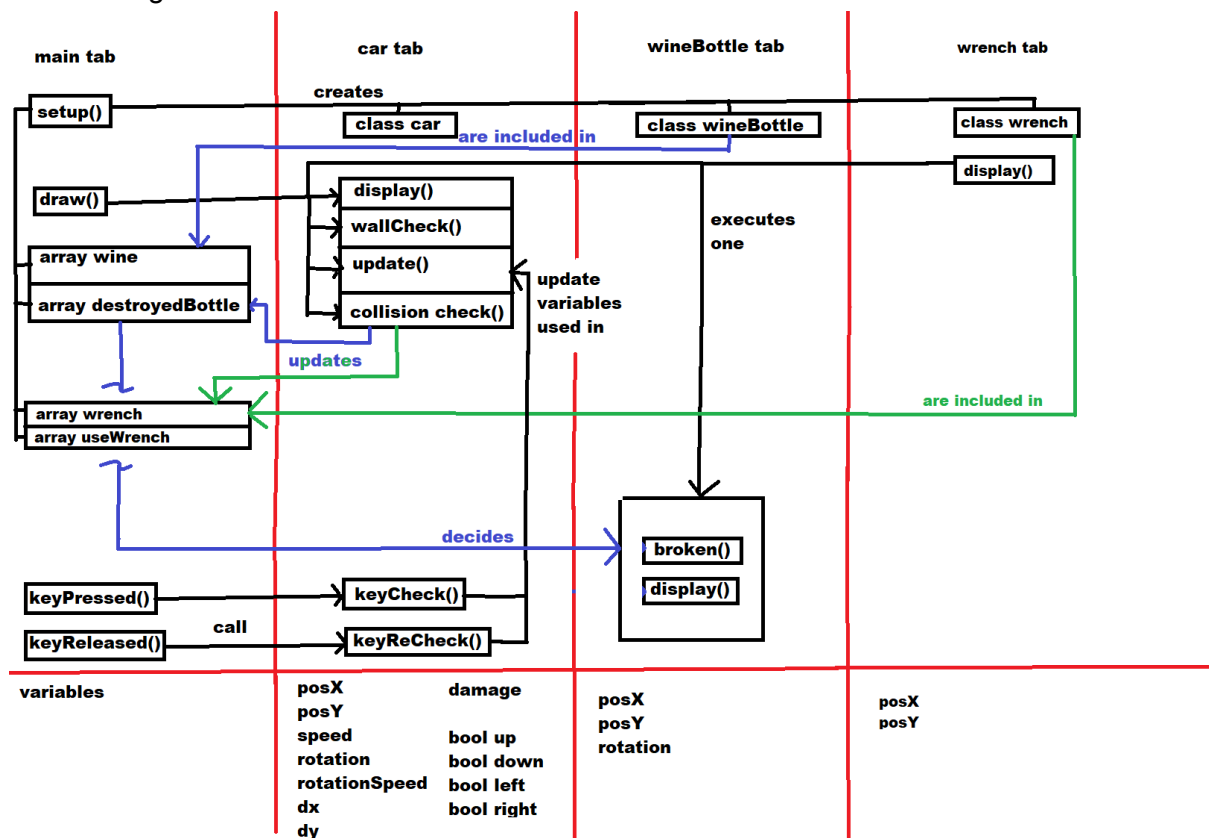 main tab
car tab
wineBottle tab
wrench tab
creates
setup()
class car
class wineBottle
class wrench
are included in
draw()
display()
display()
wallCheck()
update()
collision check()
executes
one
array wine
array destroyedBottle
update
variables
used in
updates
array wrench
array useWrench
are included in
decides
broken()
display()
keyPressed()
keyCheck()
call
keyReleased()
keyReCheck()
variables
posX
posY
speed
rotation
rotationSpeed
dx
dy
damage
bool up
bool down
bool left
bool right
posX
posY
rotation
posX
posY